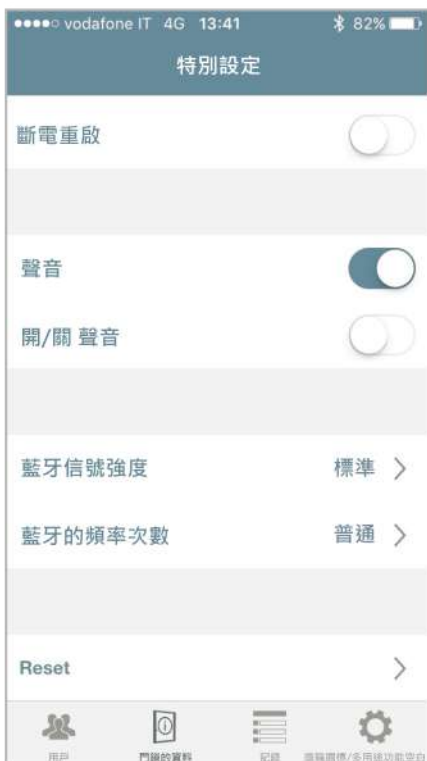 vodafone IT 4G 13:41 82%
特別設定
斷電重啟
聲音
開/關 聲音
藍牙信號強度 標準
藍牙的頻率次數 普通
Reset
用戶 門鎖的資料 記錄